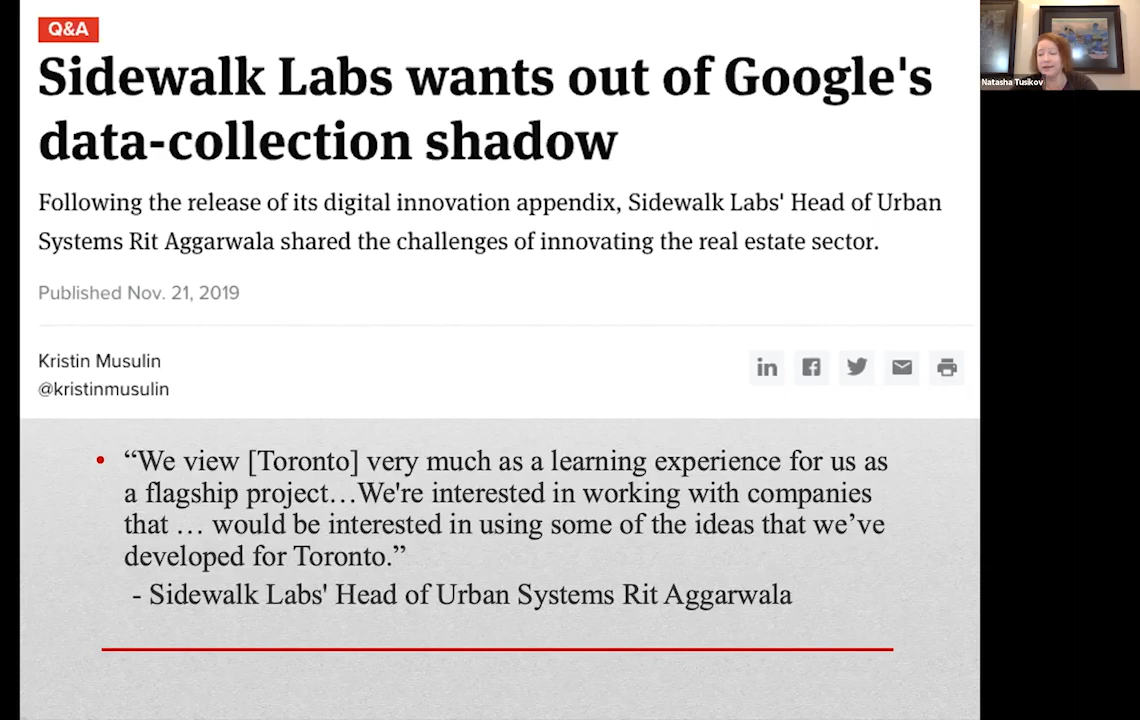 Q&A
Sidewalk Labs wants out of Google's
data-collection shadow
Following the release of its digital innovation appendix, Sidewalk Labs' Head of Urban
Systems Rit Aggarwala shared the challenges of innovating the real estate sector.
Published Nov. 21, 2019
Kristin Musulin
@kristinmusulin
• “We view [Toronto] very much as a learning experience for us as
a flagship project…We're interested in working with companies
that … would be interested in using some of the ideas that we’ve
developed for Toronto.”
- Sidewalk Labs' Head of Urban Systems Rit Aggarwala
Natasha Tusikov